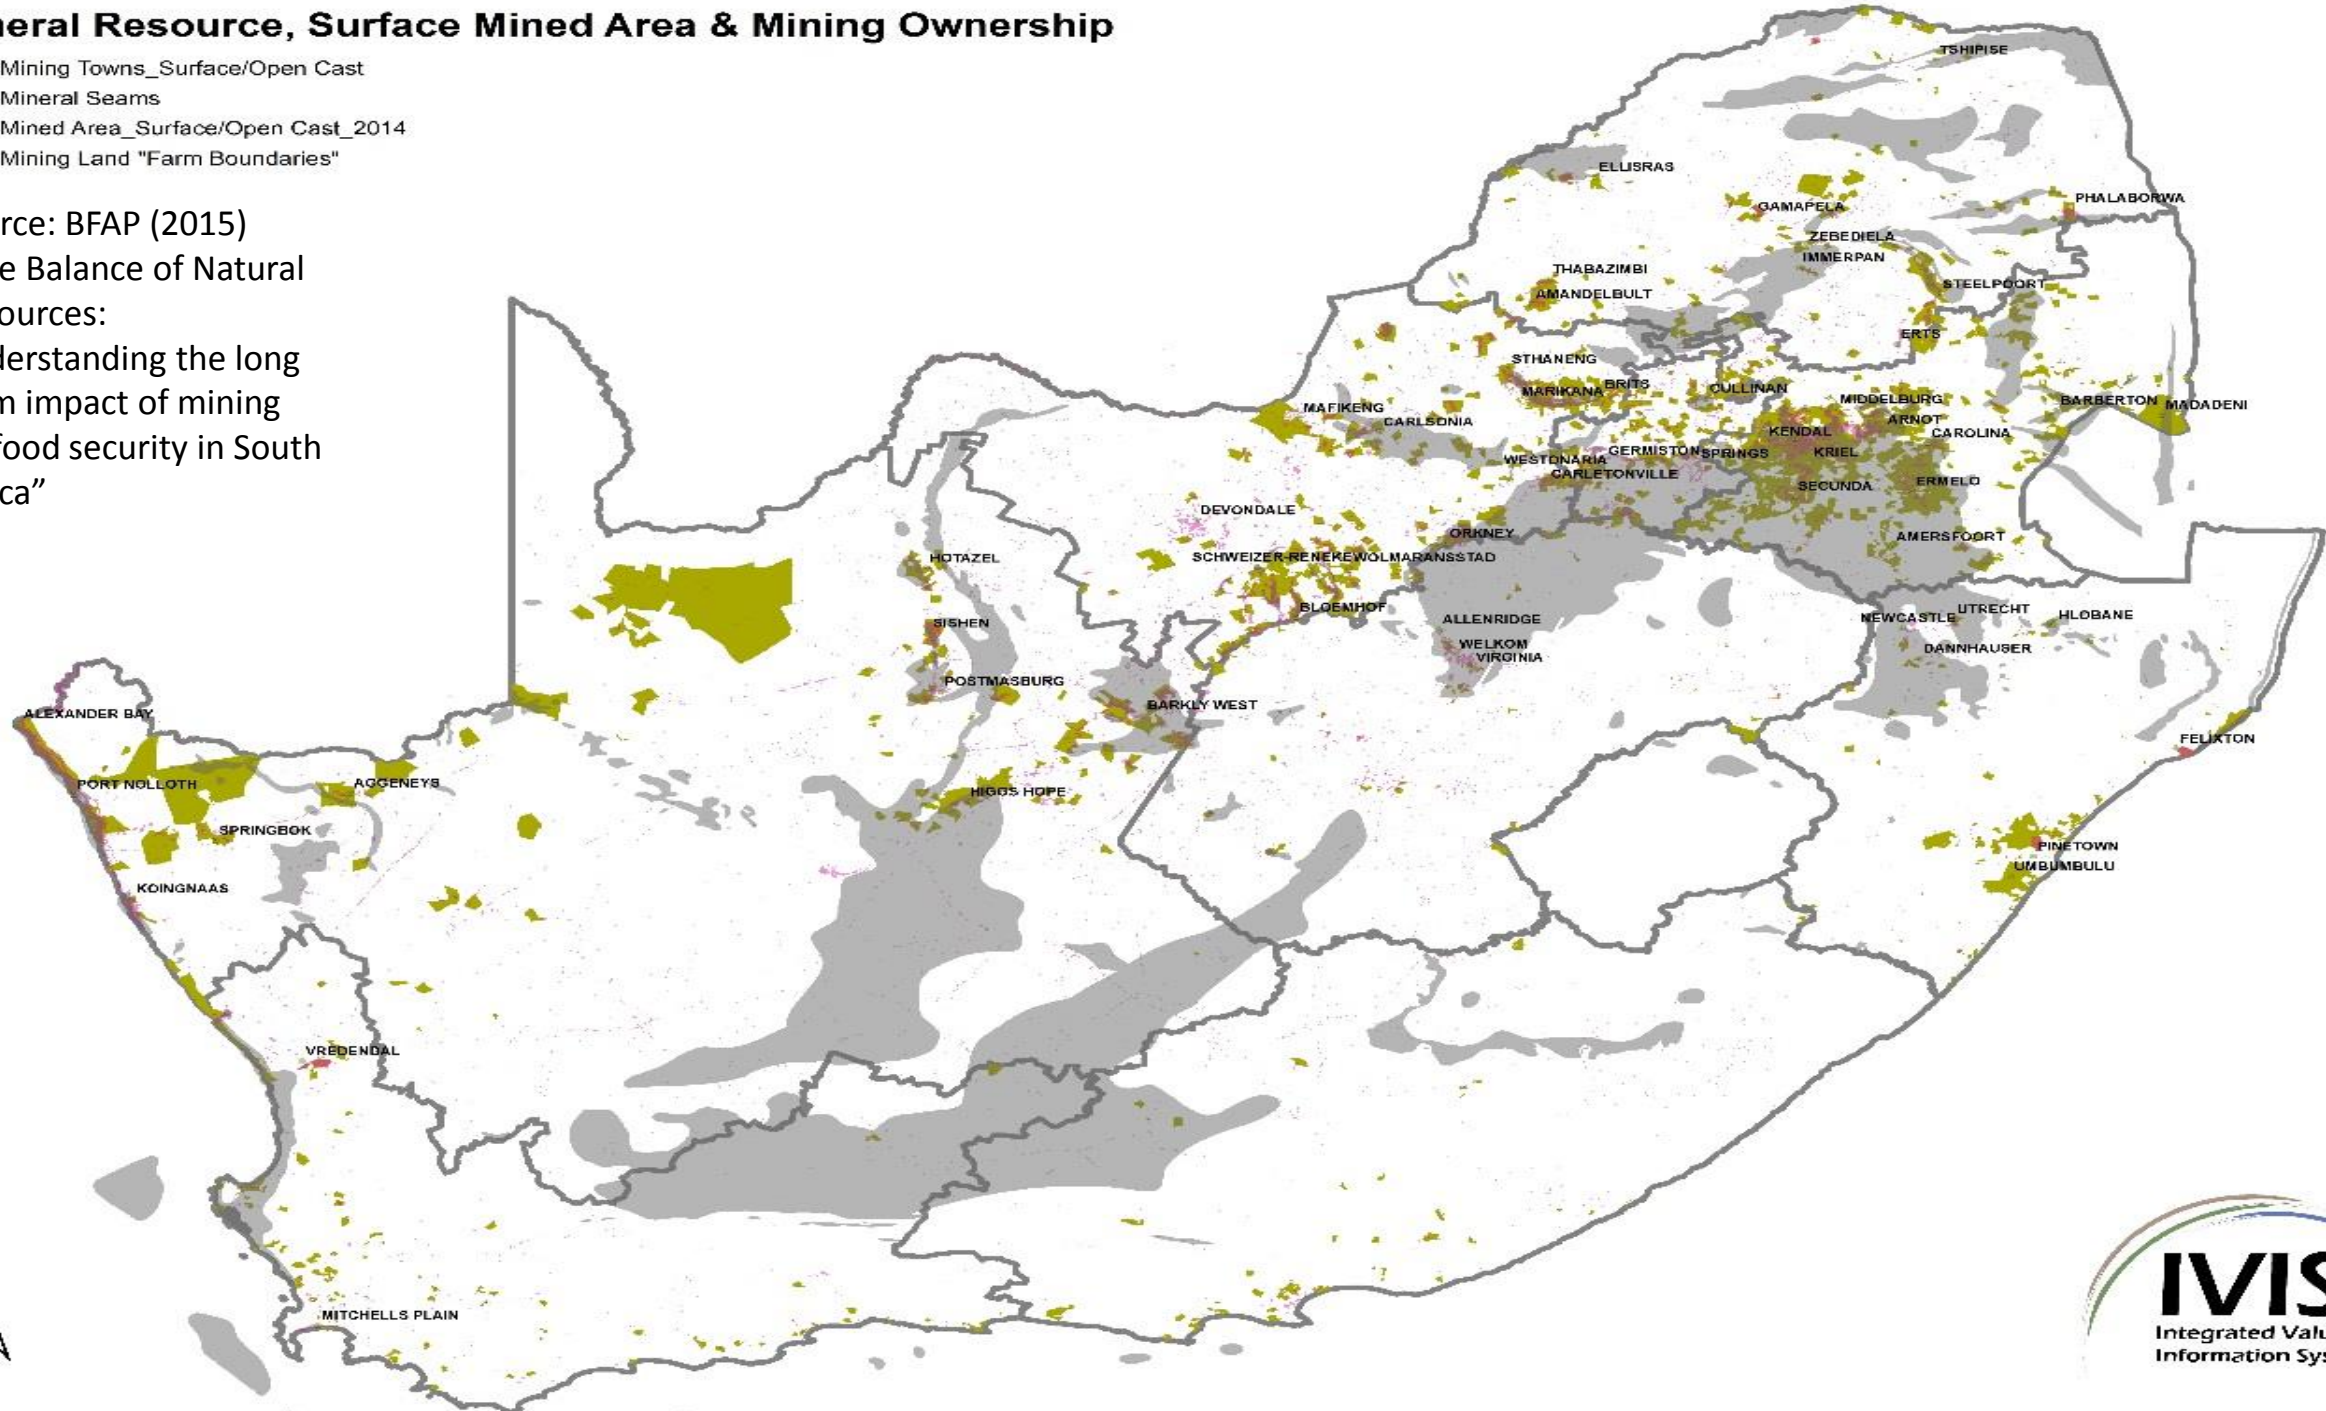 neral Resource, Surface Mined Area & Mining Ownership
Mining Towns_Surface/Open Cast
Mineral Seams
Mined Area_Surface/Open Cast_2014
Mining Land "Farm Boundaries"
rce: BFAP (2015)
e Balance of Natural
ources:
derstanding the long
m impact of mining
food security in South
ca”
TSHIPISE
ELLISRAS
PHALABORWA
GAMAPELA
ZEBEDIELA
IMMERPAN
THABAZIMBI
STEELPOORT
AMANDELBULT
ERTS
STHANENG
MARIKANA
BRITS
CULLINAN
MIDDELBURG
BARBERTON
MADADENI
MAFIKENG
CARLSONIA
ARNOT
KENDAL
CAROLINA
WESTONARIA
GERMISTON
SPRINGS
KRIEL
CARLETONVILLE
SECUNDA
ERMELO
DEVONDALE
ORKNEY
AMERSFOORT
HOTAZEL
SCHWEIZER-RENEKE
WOLMARANSSTAD
BLOEMHOF
ALLENRIDGE
NEWCASTLE
UTRECHT
HLOBANE
SISHEN
WELKOM
VIRGINIA
DANNHAUSER
POSTMASBURG
BARKLY WEST
ALEXANDER BAY
FELIXTON
PORT NOLLOTH
AGGENEYS
HIGGS HOPE
SPRINGBOK
PINETOWN
UMBUMBULU
KOINGNAAS
VREDENDAL
MITCHELLS PLAIN
IVIS
Integrated Valu
Information Sys